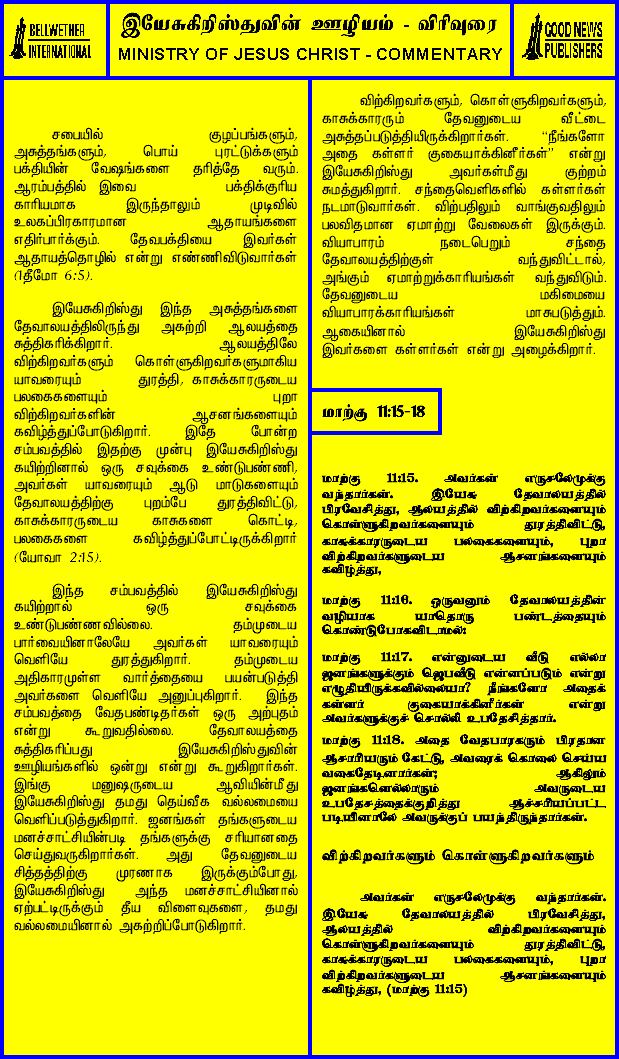 BELLWETHER
INTERNATIONAL
இயேசுகிறிஸ்துவின் ஊழியம் - விரிவுரை
MINISTRY OF JESUS CHRIST - COMMENTARY
GOOD NEWS
PUBLISHERS
சபையில் குழப்பங்களும்,
அசுத்தங்களும், பொய் புரட்டுக்களும்
பக்தியின் வேஷங்களை தரித்தே வரும்.
ஆரம்பத்தில் இவை பக்திக்குரிய
காரியமாக இருந்தாலும் முடிவில்
உலகப்பிரகாரமான ஆதாயங்களை
எதிர்பார்க்கும். தேவபக்தியை இவர்கள்
ஆதாயத்தொழில் என்று எண்ணிவிடுவார்கள்
(1தீமோ 6:5).
இயேசுகிறிஸ்து இந்த அசுத்தங்களை
தேவாலயத்திலிருந்து அகற்றி ஆலயத்தை
சுத்திகரிக்கிறார். ஆலயத்திலே
விற்கிறவர்களும் கொள்ளுகிறவர்களுமாகிய
யாவரையும் துரத்தி, காசுக்காரருடைய
பலகைகளையும் புறா
விற்கிறவர்களின் ஆசனங்களையும்
கவிழ்த்துப்போடுகிறார். இதே போன்ற
சம்பவத்தில் இதற்கு முன்பு இயேசுகிறிஸ்து
கயிற்றினால் ஒரு சவுக்கை உண்டுபண்ணி,
அவர்கள் யாவரையும் ஆடு மாடுகளையும்
தேவாலயத்திற்கு புறம்பே துரத்திவிட்டு,
காசுக்காரருடைய காசுகளை கொட்டி,
பலகைகளை கவிழ்த்துப்போட்டிருக்கிறார்
(யோவா 2:15).
இந்த சம்பவத்தில் இயேசுகிறிஸ்து
கயிற்றால் ஒரு சவுக்கை
உண்டுபண்ணவில்லை. தம்முடைய
பார்வையினாலேயே அவர்கள் யாவரையும்
வெளியே துரத்துகிறார். தம்முடைய
அதிகாரமுள்ள வார்த்தையை பயன்படுத்தி
அவர்களை வெளியே அனுப்புகிறார். இந்த
சம்பவத்தை வேதபண்டிதர்கள் ஒரு அற்புதம்
என்று கூறுவதில்லை. தேவாலயத்தை
சுத்திகரிப்பது இயேசுகிறிஸ்துவின்
ஊழியங்களில் ஒன்று என்று கூறுகிறார்கள்.
இங்கு மனுஷருடைய ஆவியின்மீது
இயேசுகிறிஸ்து தமது தெய்வீக வல்லமையை
வெளிப்படுத்துகிறார். ஜனங்கள் தங்களுடைய
மனச்சாட்சியின்படி தங்களுக்கு சரியானதை
செய்துவருகிறார்கள். அது தேவனுடைய
சித்தத்திற்கு முரணாக இருக்கும்போது,
இயேசுகிறிஸ்து அந்த மனச்சாட்சியினால்
ஏற்பட்டிருக்கும் தீய விளைவுகளை, தமது
வல்லமையினால் அகற்றிப்போடுகிறார்.
விற்கிறவர்களும், கொள்ளுகிறவர்களும்,
காசுக்காரரும் தேவனுடைய வீட்டை
அசுத்தப்படுத்தியிருக்கிறார்கள். “நீங்களோ
அதை கள்ளர் குகையாக்கினீர்கள்” என்று
இயேசுகிறிஸ்து அவர்கள்மீது குற்றம்
சுமத்துகிறார். சந்தைவெளிகளில் கள்ளர்கள்
நடமாடுவார்கள். விற்பதிலும் வாங்குவதிலும்
பலவிதமான ஏமாற்று வேலைகள் இருக்கும்.
வியாபாரம் நடைபெறும் சந்தை
தேவாலயத்திற்குள் வந்துவிட்டால்,
அங்கும் ஏமாற்றுக்காரியங்கள் வந்துவிடும்.
தேவனுடைய மகிமையை
வியாபாரக்காரியங்கள் மாசுபடுத்தும்.
ஆகையினால் இயேசுகிறிஸ்து
இவர்களை கள்ளர்கள் என்று அழைக்கிறார்.
மாற்கு 11:15-18
மாற்கு 11:15. அவர்கள் எருசலேமுக்கு
வந்தார்கள். இயேசு தேவாலயத்தில்
பிரவேசித்து, ஆலயத்தில் விற்கிறவர்களையும்
கொள்ளுகிறவர்களையும் துரத்திவிட்டு,
காசுக்காரருடைய பலகைகளையும், புறா
விற்கிறவர்களுடைய ஆசனங்களையும்
கவிழ்த்து,
மாற்கு 11:16. ஒருவனும் தேவாலயத்தின்
வழியாக யாதொரு பண்டத்தையும்
கொண்டுபோகவிடாமல்:
மாற்கு 11:17. என்னுடைய வீடு எல்லா
ஜனங்களுக்கும் ஜெபவீடு என்னப்படும் என்று
எழுதியிருக்கவில்லையா? நீங்களோ அதைக்
கள்ளர் குகையாக்கினீர்கள் என்று
அவர்களுக்குச் சொல்லி உபதேசித்தார்.
மாற்கு 11:18. அதை வேதபாரகரும் பிரதான
ஆசாரியரும் கேட்டு, அவரைக் கொலை செய்ய
வகைதேடினார்கள்; ஆகிலும்
ஜனங்களெல்லாரும் அவருடைய
உபதேசத்தைக்குறித்து ஆச்சரியப்பட்ட
படியினாலே அவருக்குப் பயந்திருந்தார்கள்.
விற்கிறவர்களும் கொள்ளுகிறவர்களும்
அவர்கள் எருசலேமுக்கு வந்தார்கள்.
இயேசு தேவாலயத்தில் பிரவேசித்து,
ஆலயத்தில் விற்கிறவர்களையும்
கொள்ளுகிறவர்களையும் துரத்திவிட்டு,
காசுக்காரருடைய பலகைகளையும், புறா
விற்கிறவர்களுடைய ஆசனங்களையும்
கவிழ்த்து, (மாற்கு 11:15)